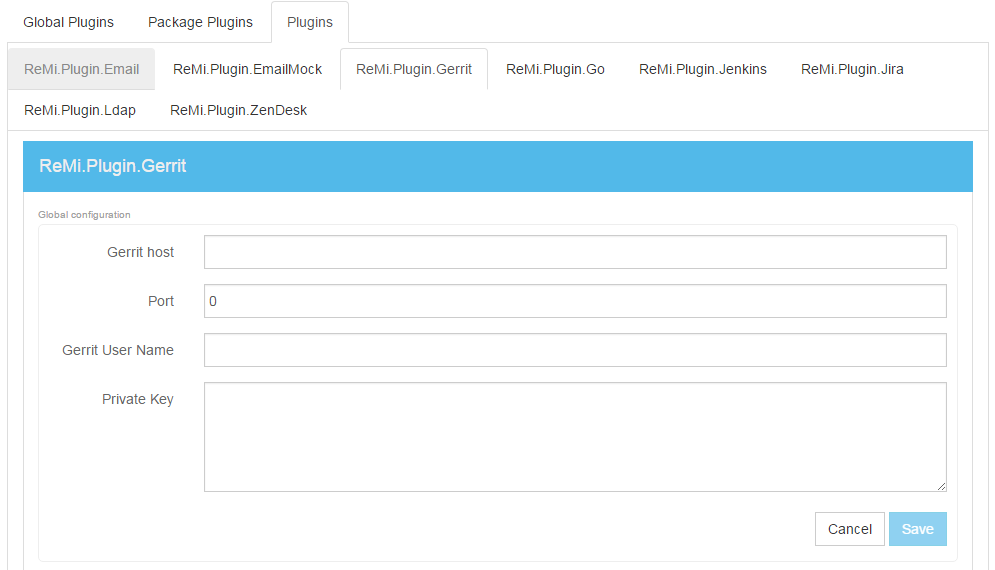 Global Plugins Package Plugins Plugins
ReMi.Plugin.Email ReMi.Plugin.EmailMock ReMi.Plugin.Gerrit ReMi.Plugin.Go ReMi.Plugin.Jenkins ReMi.Plugin.Jira
ReMi.Plugin.Ldap ReMi.Plugin.ZenDesk
ReMi.Plugin.Gerrit
Global configuration
Gerrit host
Port 0
Gerrit User Name
Private Key
Cancel Save